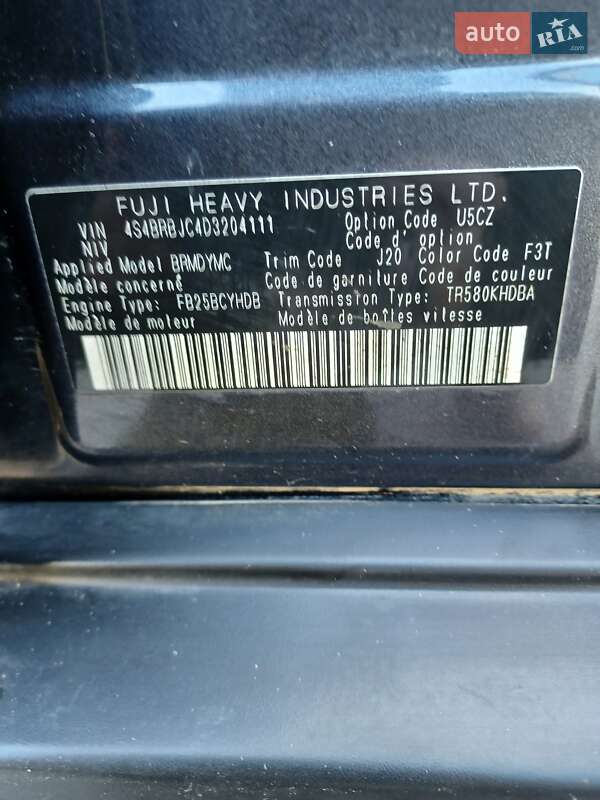 auto RIA.com
FUJI HEAVY INDUSTRIES LTD.
VIN 4S4BRBJC4D3204111 Option Code U5CZ
NIV Code d' option
Applied Model BRMDYMC Trim Code J20 Color Code F3T
Modèle concerné Code de garniture Code de couleur
Engine Type: FB25BCYHDB Transmission Type: TR580KHDBA
Modèle de moteur Modèle de boîtes vitesse